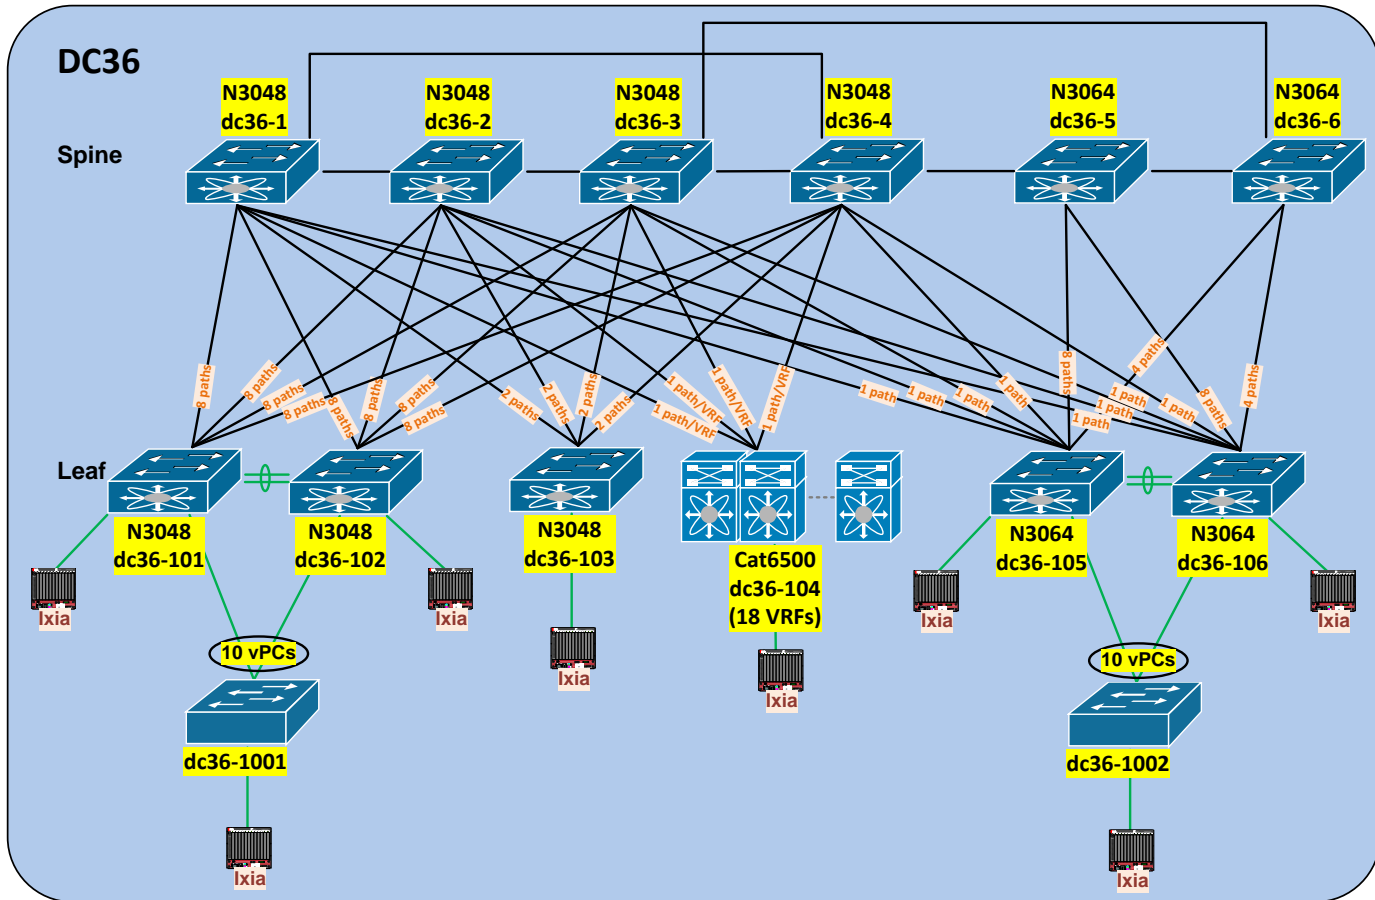 DC36
N3048
dc36-1
N3048
dc36-2
N3048
dc36-3
N3048
dc36-4
N3064
dc36-5
N3064
dc36-6
Spine
8 paths
8 paths
8 paths
8 paths
8 paths
8 paths
8 paths
8 paths
2 paths
2 paths
2 paths
2 paths
1 path/VRF
1 path/VRF
1 path/VRF
1 path/VRF
1 path
1 path
1 path
1 path
8 paths
4 paths
1 path
1 path
1 path
1 path
8 paths
4 paths
Leaf
N3048
dc36-101
N3048
dc36-102
N3048
dc36-103
Cat6500
dc36-104
(18 VRFs)
N3064
dc36-105
N3064
dc36-106
Ixia
Ixia
Ixia
Ixia
Ixia
Ixia
10 vPCs
10 vPCs
dc36-1001
dc36-1002
Ixia
Ixia